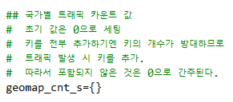 ## 국가별 트래픽 카운트 값
#  초기 값은 0으로 세팅
#  키를 전부 추가하기엔 키의 개수가 방대하므로
#  트래픽 발생 시 키를 추가.
#  따라서 포함되지 않은 것은 0으로 간주된다.
geomap_cnt_s={}